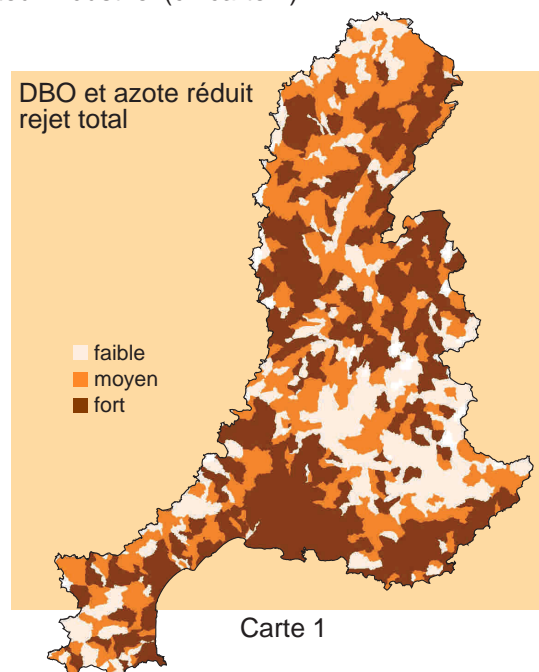 DBO et azote réduit
rejet total
faible
moyen
fort
Carte 1